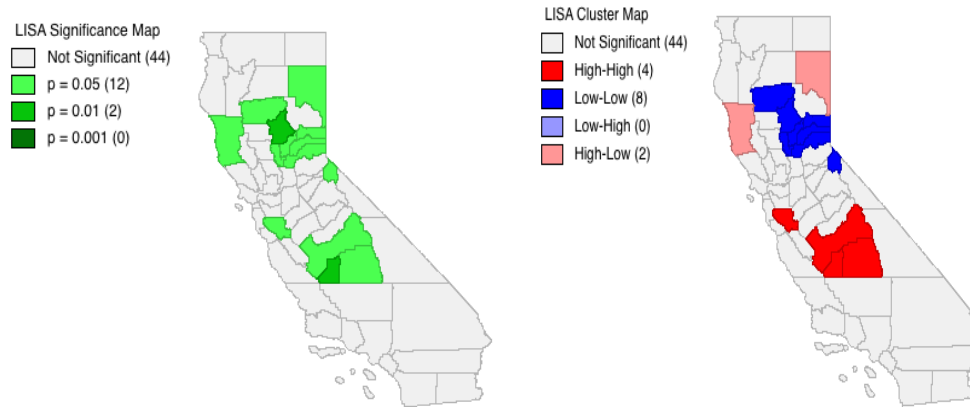 LISA Significance Map
Not Significant (44)
p = 0.05 (12)
p = 0.01 (2)
p = 0.001 (0)
LISA Cluster Map
Not Significant (44)
High-High (4)
Low-Low (8)
Low-High (0)
High-Low (2)